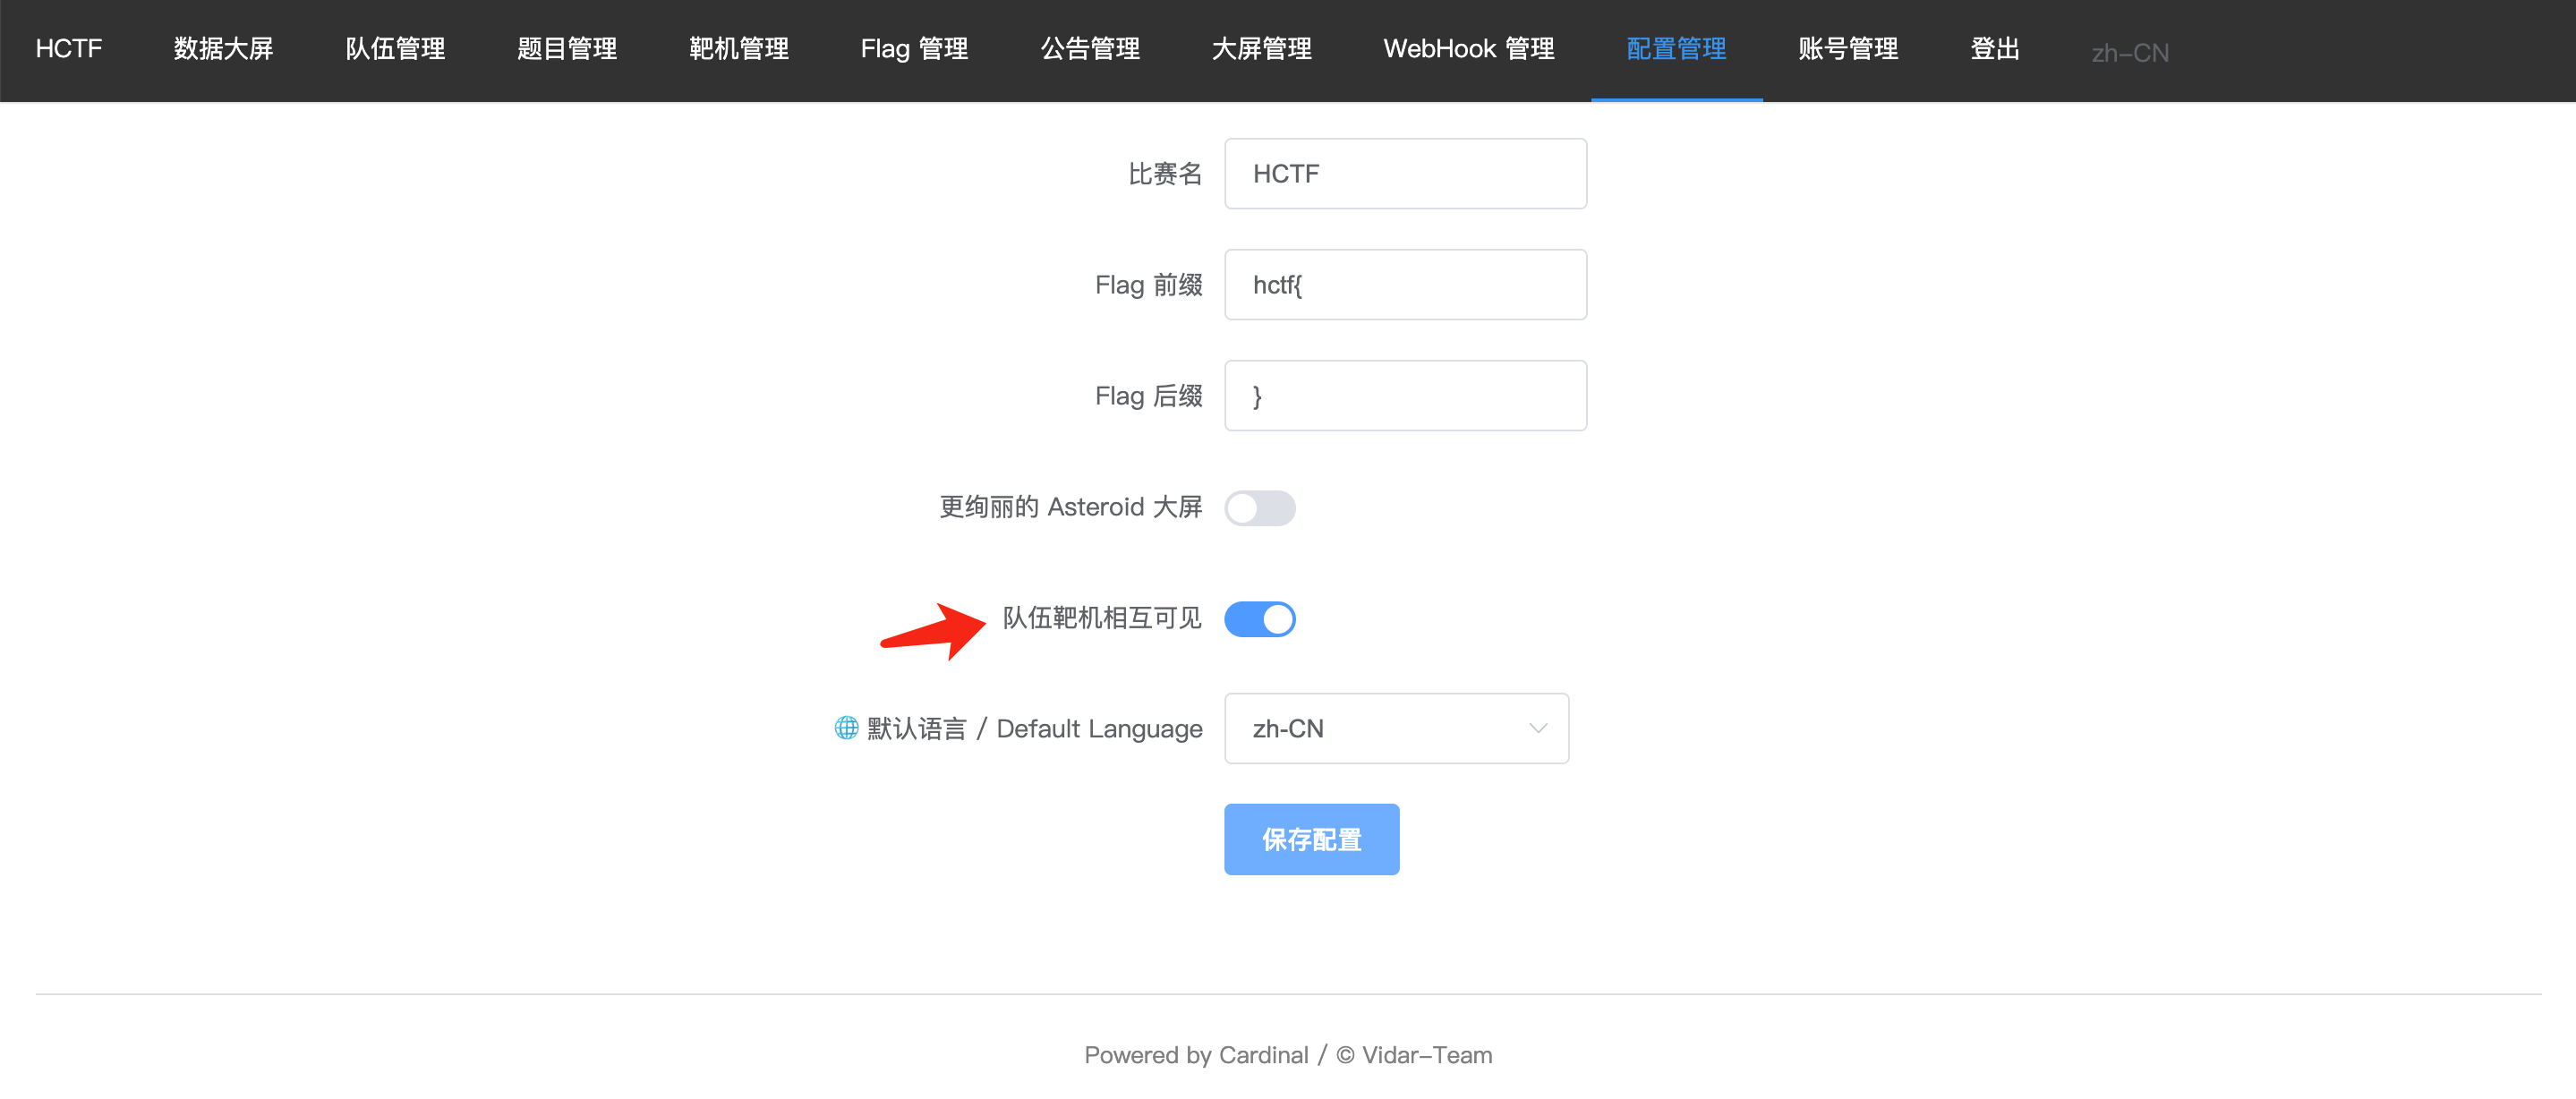 HCTF 数据大屏 队伍管理 题目管理 靶机管理 Flag 管理 公告管理 大屏管理 WebHook 管理 配置管理 账号管理 登出 zh-CN
比赛名 HCTF
Flag 前缀 hctf{
Flag 后缀 }
更绚丽的 Asteroid 大屏
队伍靶机相互可见
默认语言 / Default Language zh-CN
保存配置
Powered by Cardinal / © Vidar-Team